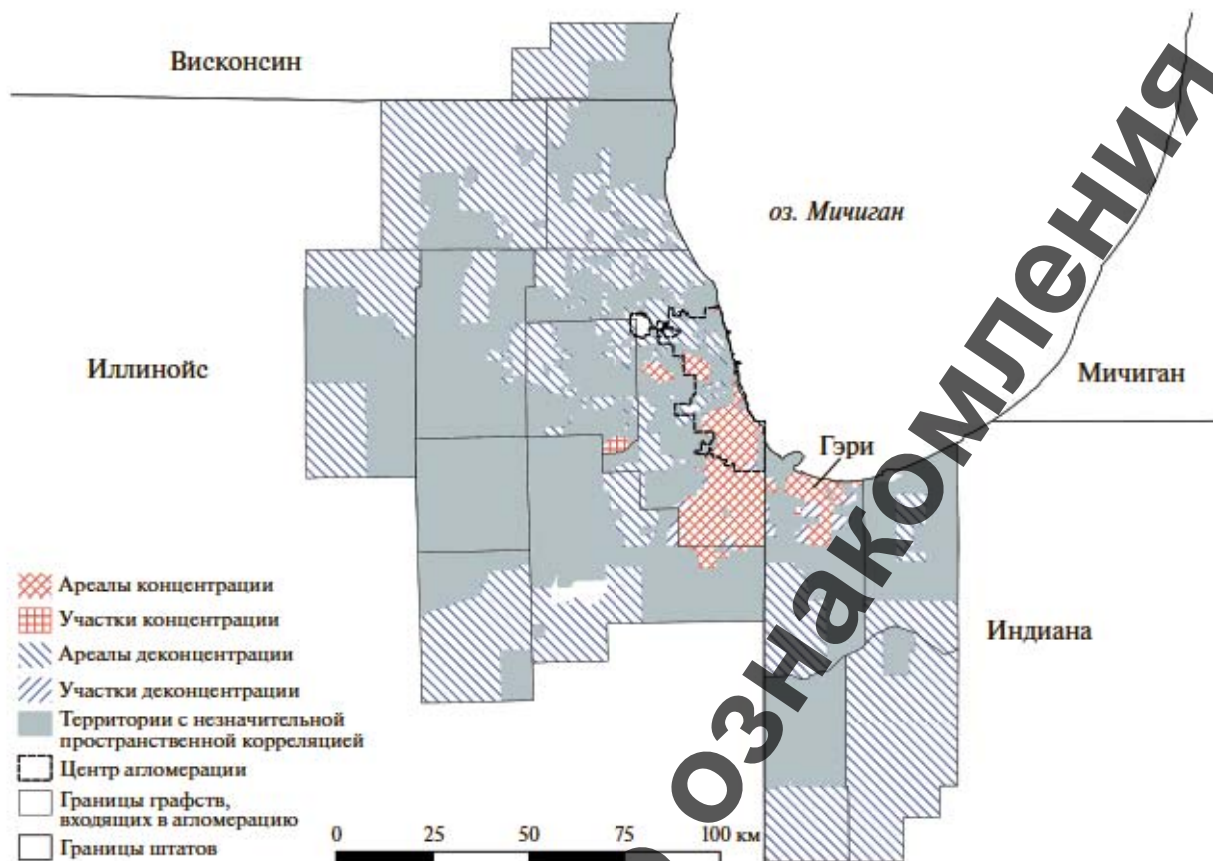 Висконсин
оз. Мичиган
Иллинойс
Мичиган
Гэри
Индиана
Ареалы концентрации
Участки концентрации
Ареалы деконцентрации
Участки деконцентрации
Территории с незначительной
пространственной корреляцией
Центр агломерации
Границы графств,
входящих в агломерацию
Границы штатов
0 25 50 75 100 км
ознакомления